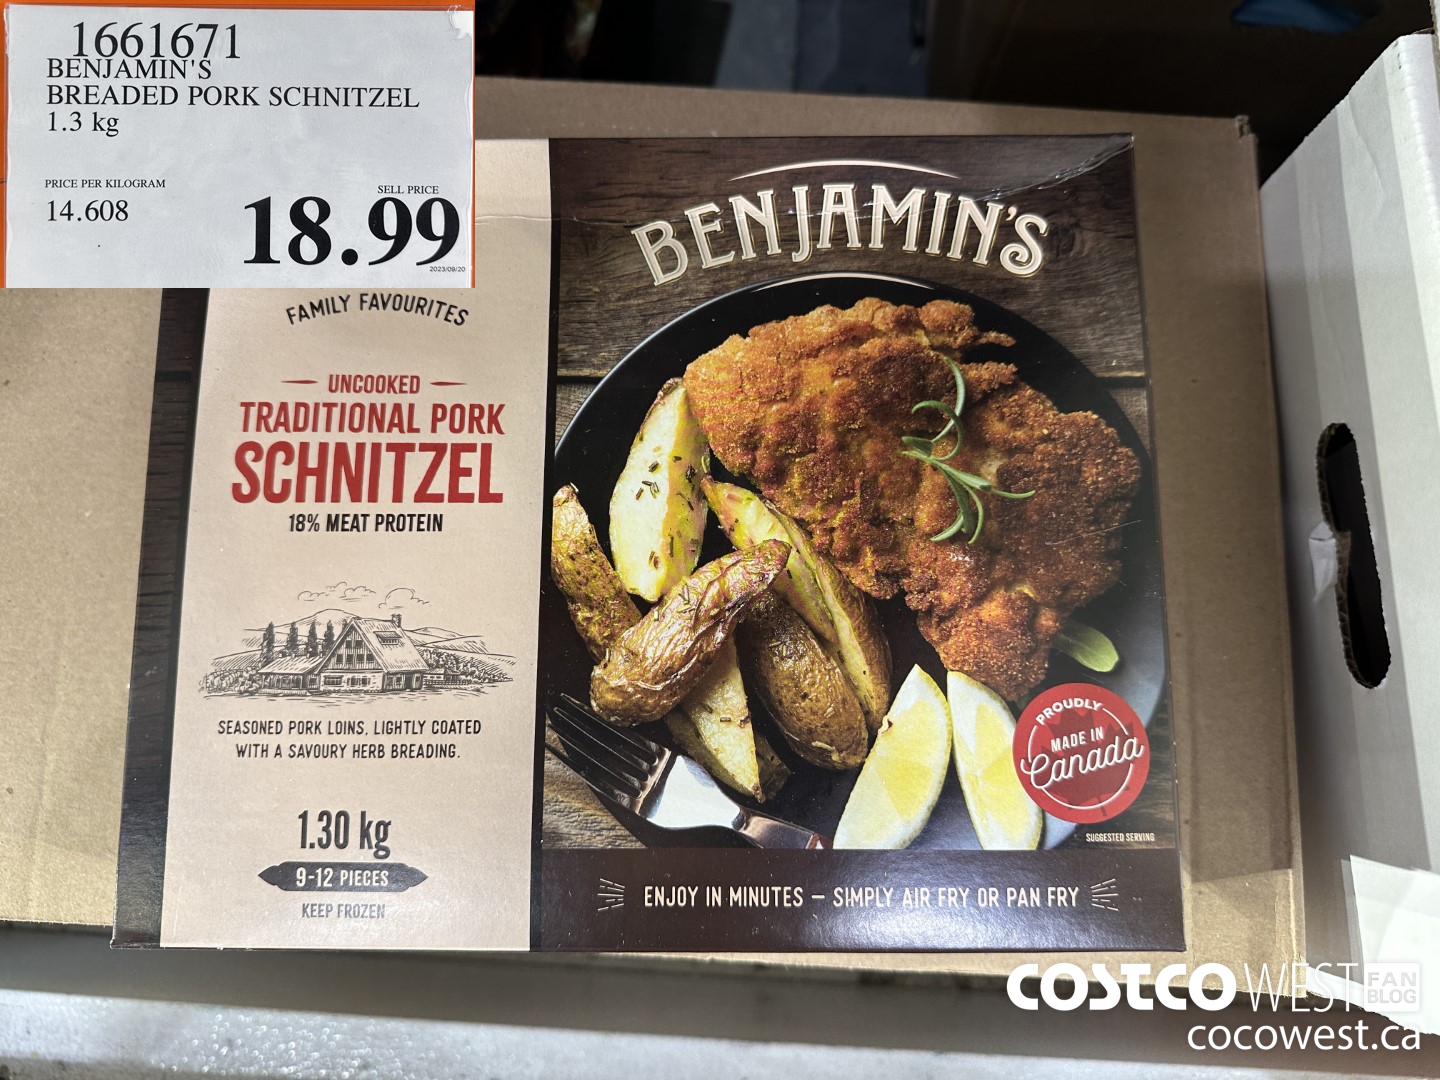 1661671
BENJAMIN'S
BREADED PORK SCHNITZEL
1.3 kg
PRICE PER KILOGRAM
14.608
SELL PRICE
18.99
2023/09/20
FAMILY FAVOURITES
UNCOOKED
TRADITIONAL PORK
SCHNITZEL
18% MEAT PROTEIN
SEASONED PORK LOINS, LIGHTLY COATED
WITH A SAVOURY HERB BREADING.
1.30 kg
9-12 PIECES
KEEP FROZEN
BENJAMIN'S
PROUDLY
MADE IN
Canada
SUGGESTED SERVING
ENJOY IN MINUTES – SIMPLY AIR FRY OR PAN FRY
COSTCO WEST FAN
BLOG
cocowest.ca